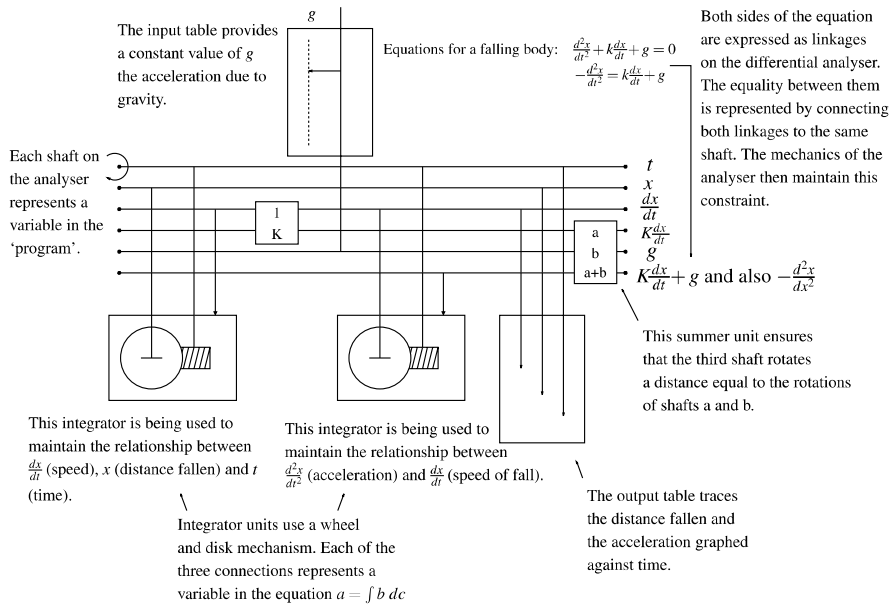 The input table provides
a constant value of g
the acceleration due to
gravity.
g
Equations for a falling body: d²x/dt² + k dx/dt + g = 0
− d²x/dt² = k dx/dt + g
Both sides of the equation
are expressed as linkages
on the differential analyser.
The equality between them
is represented by connecting
both linkages to the same
shaft. The mechanics of the
analyser then maintain this
constraint.
Each shaft on
the analyser
represents a
variable in the
‘program’.
1
K
a
b
a+b
t
x
dx/dt
K dx/dt
g
K dx/dt + g and also − d²x/dx²
This summer unit ensures
that the third shaft rotates
a distance equal to the rotations
of shafts a and b.
This integrator is being used to
maintain the relationship between
dx/dt (speed), x (distance fallen) and t
(time).
This integrator is being used to
maintain the relationship between
d²x/dt² (acceleration) and dx/dt (speed of fall).
Integrator units use a wheel
and disk mechanism. Each of the
three connections represents a
variable in the equation a = ∫ b dc
The output table traces
the distance fallen and
the acceleration graphed
against time.